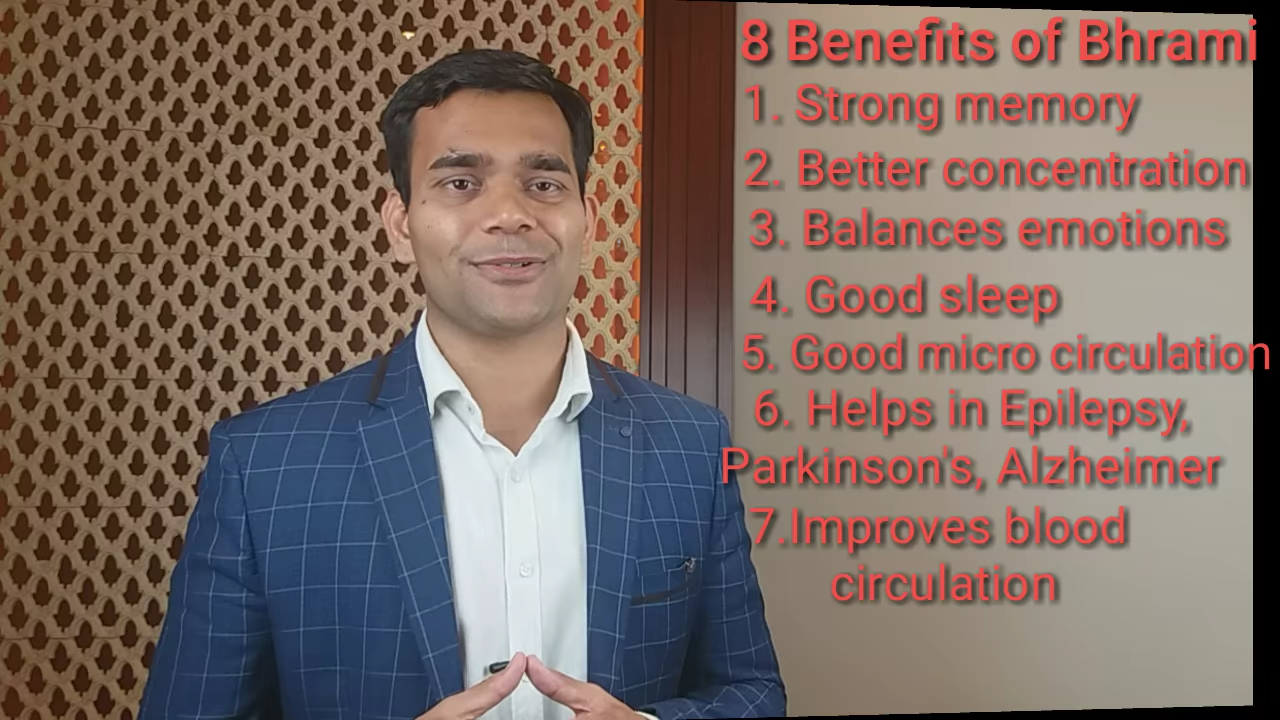 8 Benefits of Bhrami
1. Strong memory
2. Better concentration
3. Balances emotions
4. Good sleep
5. Good micro circulation
6. Helps in Epilepsy,
Parkinson's, Alzheimer
7.Improves blood
circulation